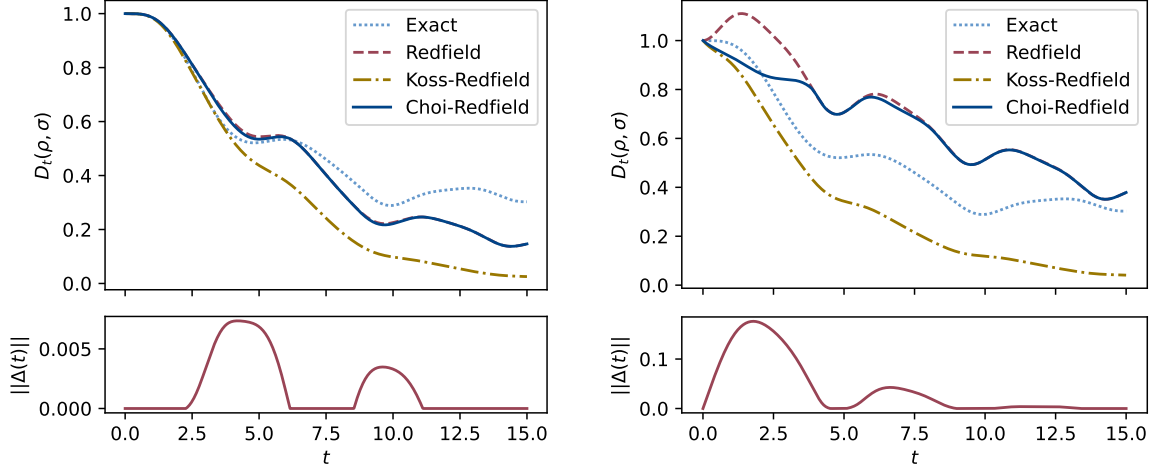 1.0
0.8
0.6
0.4
0.2
0.0
D_t(ρ, σ)
Exact
Redfield
Koss-Redfield
Choi-Redfield
0.005
0.000
||Δ(t)||
0.0 2.5 5.0 7.5 10.0 12.5 15.0
t
1.0
0.8
0.6
0.4
0.2
0.0
D_t(ρ, σ)
Exact
Redfield
Koss-Redfield
Choi-Redfield
0.1
0.0
||Δ(t)||
0.0 2.5 5.0 7.5 10.0 12.5 15.0
t